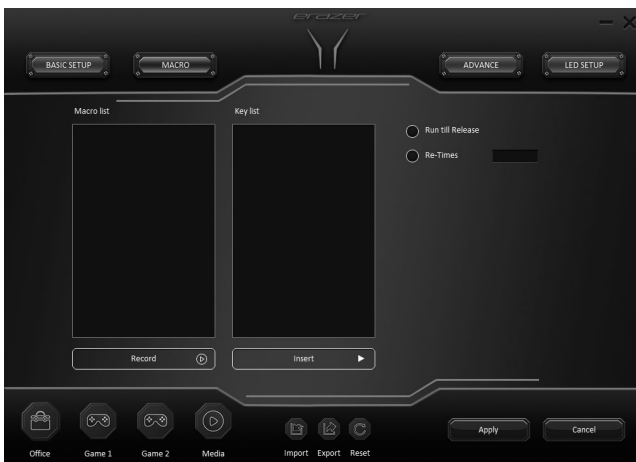 erazer
BASIC SETUP
MACRO
ADVANCE
LED SETUP
Macro list
Key list
Run till Release
Re-Times
Record
Insert
Office
Game 1
Game 2
Media
Import
Export
Reset
Apply
Cancel